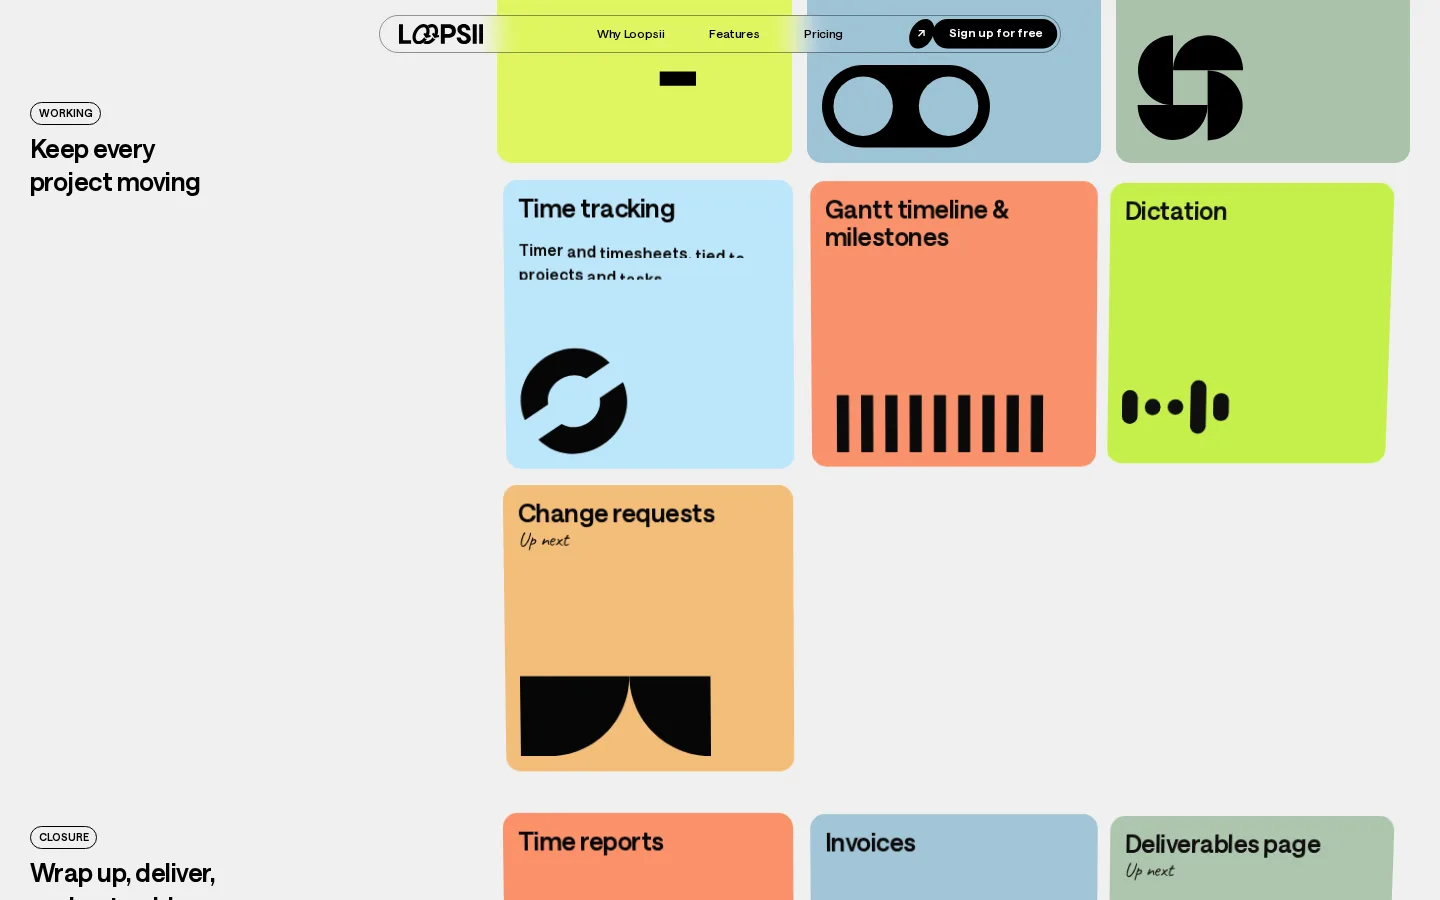 LOOPSII
Why Loopsii
Features
Pricing
Sign up for free
WORKING
Keep every
project moving
Time tracking
Timer and timesheets, tied to
projects and tasks
Gantt timeline &
milestones
Dictation
Change requests
Up next
CLOSURE
Wrap up, deliver,
Time reports
Invoices
Deliverables page
Up next